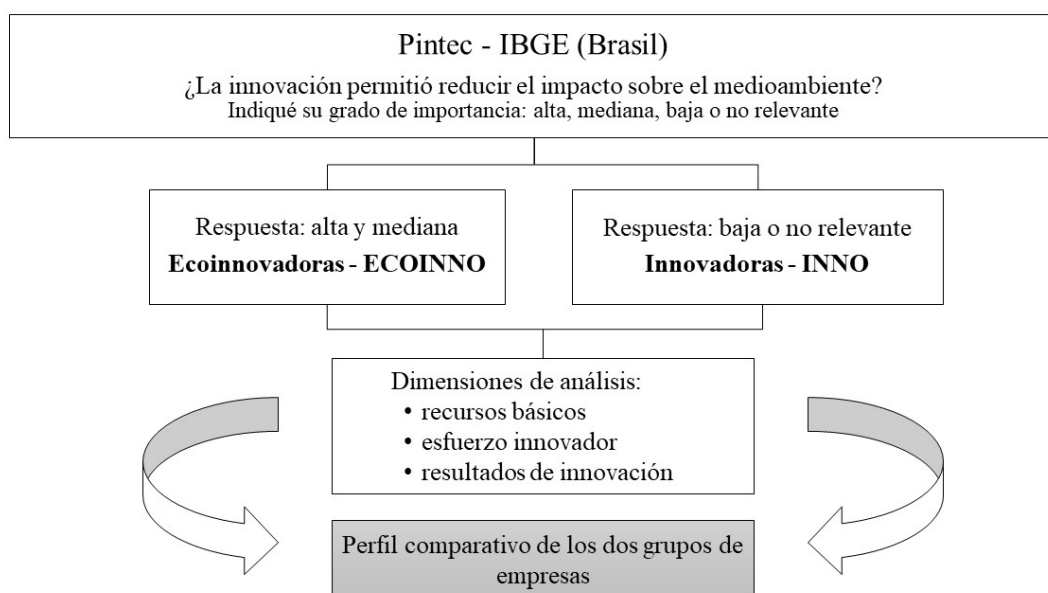 Pintec - IBGE (Brasil)
¿La innovación permitió reducir el impacto sobre el medioambiente?
Indiqué su grado de importancia: alta, mediana, baja o no relevante
Respuesta: alta y mediana
Ecoinnovadoras - ECOINNO
Respuesta: baja o no relevante
Innovadoras - INNO
Dimensiones de análisis:
• recursos básicos
• esfuerzo innovador
• resultados de innovación
Perfil comparativo de los dos grupos de
empresas